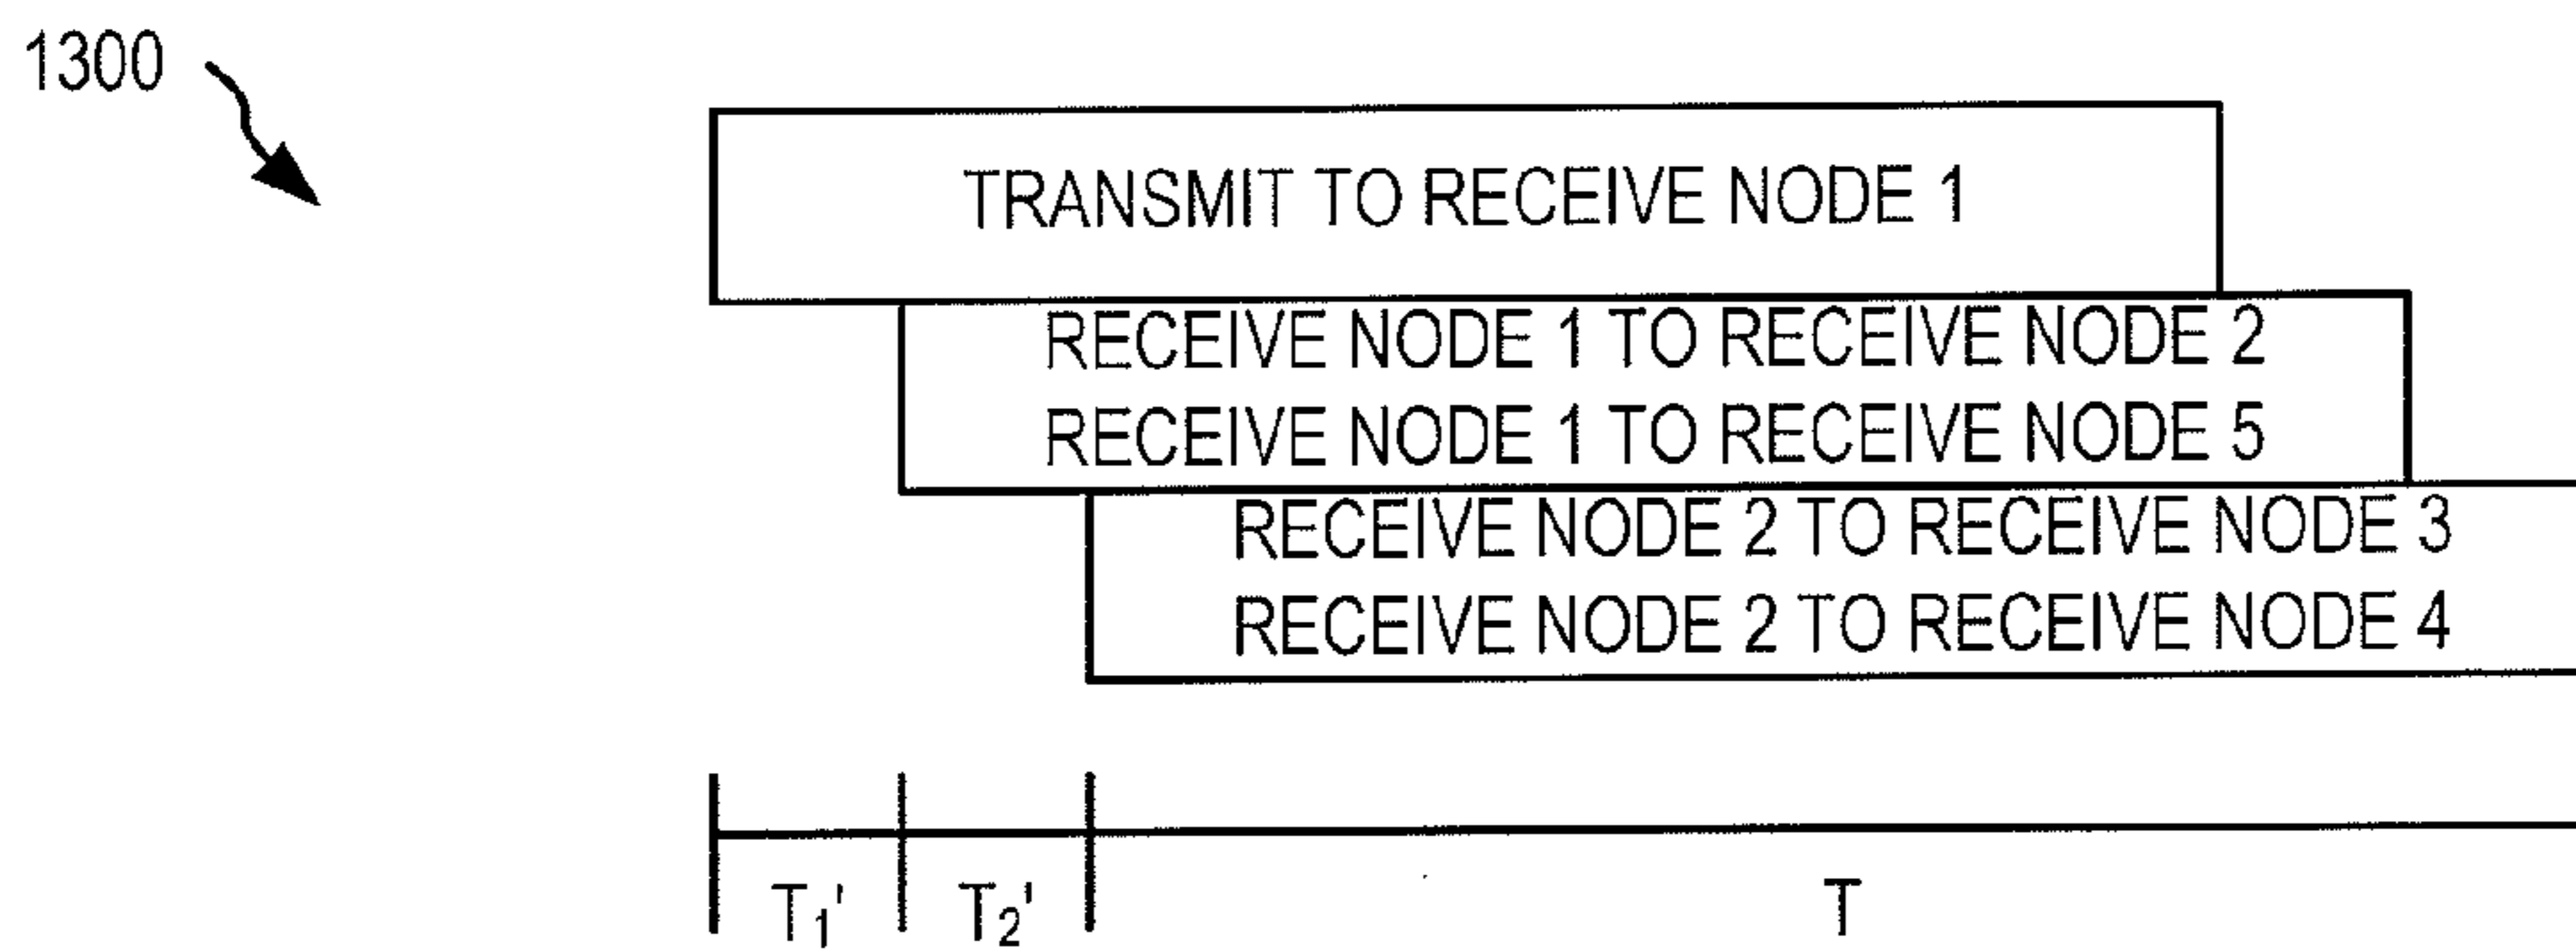 1300
TRANSMIT TO RECEIVE NODE 1
RECEIVE NODE 1 TO RECEIVE NODE 2
RECEIVE NODE 1 TO RECEIVE NODE 5
RECEIVE NODE 2 TO RECEIVE NODE 3
RECEIVE NODE 2 TO RECEIVE NODE 4
T₁' T₂' T